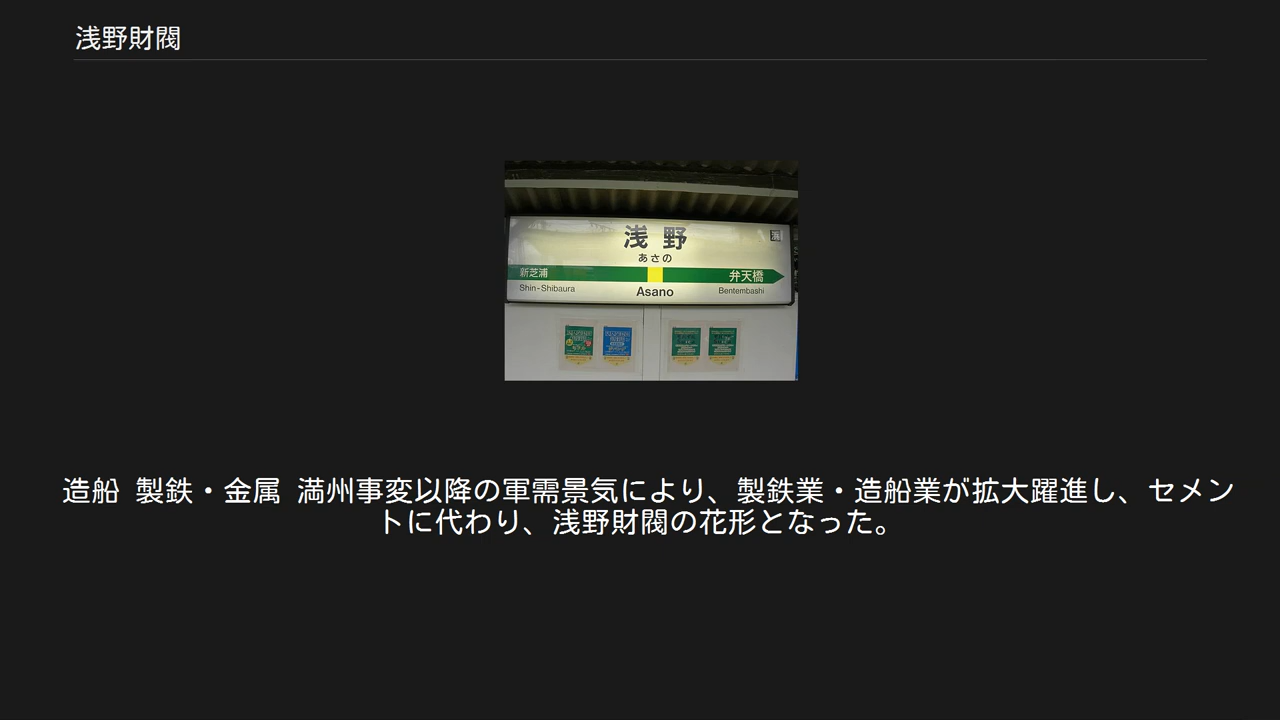 浅野財閥
浅野
浜
あさの
新芝浦
弁天橋
Shin-Shibaura
Asano
Bentembashi
造船 製鉄・金属 満州事変以降の軍需景気により、製鉄業・造船業が拡大躍進し、セメン
トに代わり、浅野財閥の花形となった。